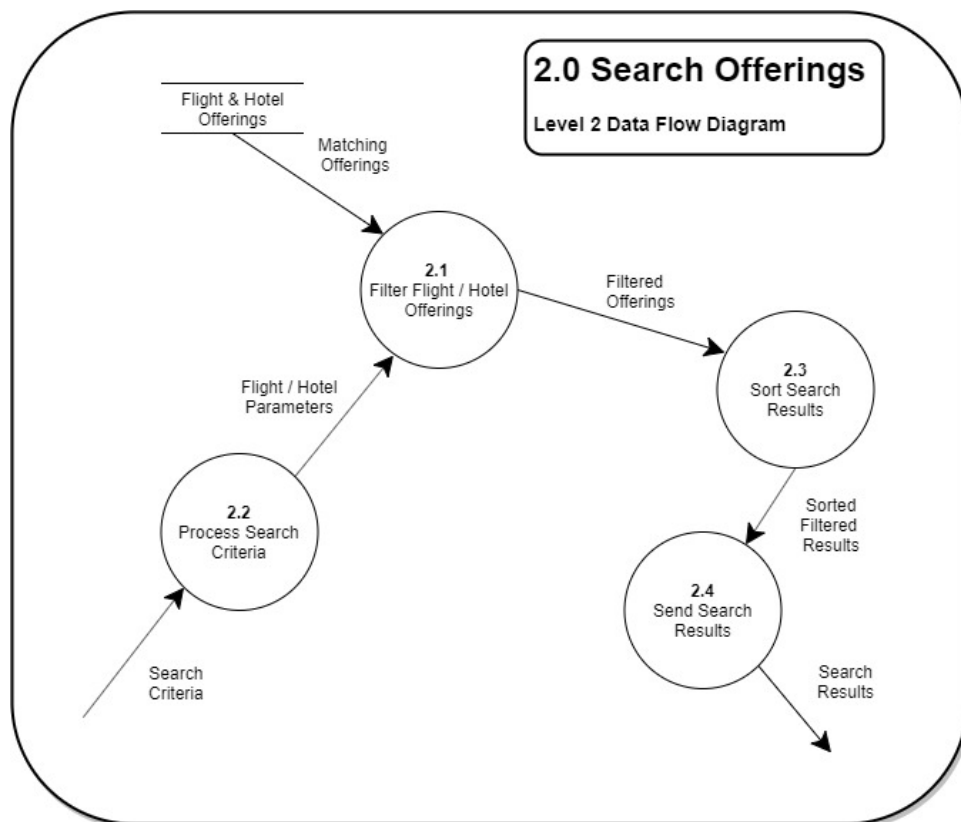 2.0 Search Offerings
Level 2 Data Flow Diagram
Flight & Hotel
Offerings
Matching
Offerings
2.1
Filter Flight / Hotel
Offerings
Filtered
Offerings
2.3
Sort Search
Results
Flight / Hotel
Parameters
2.2
Process Search
Criteria
Sorted
Filtered
Results
2.4
Send Search
Results
Search
Criteria
Search
Results